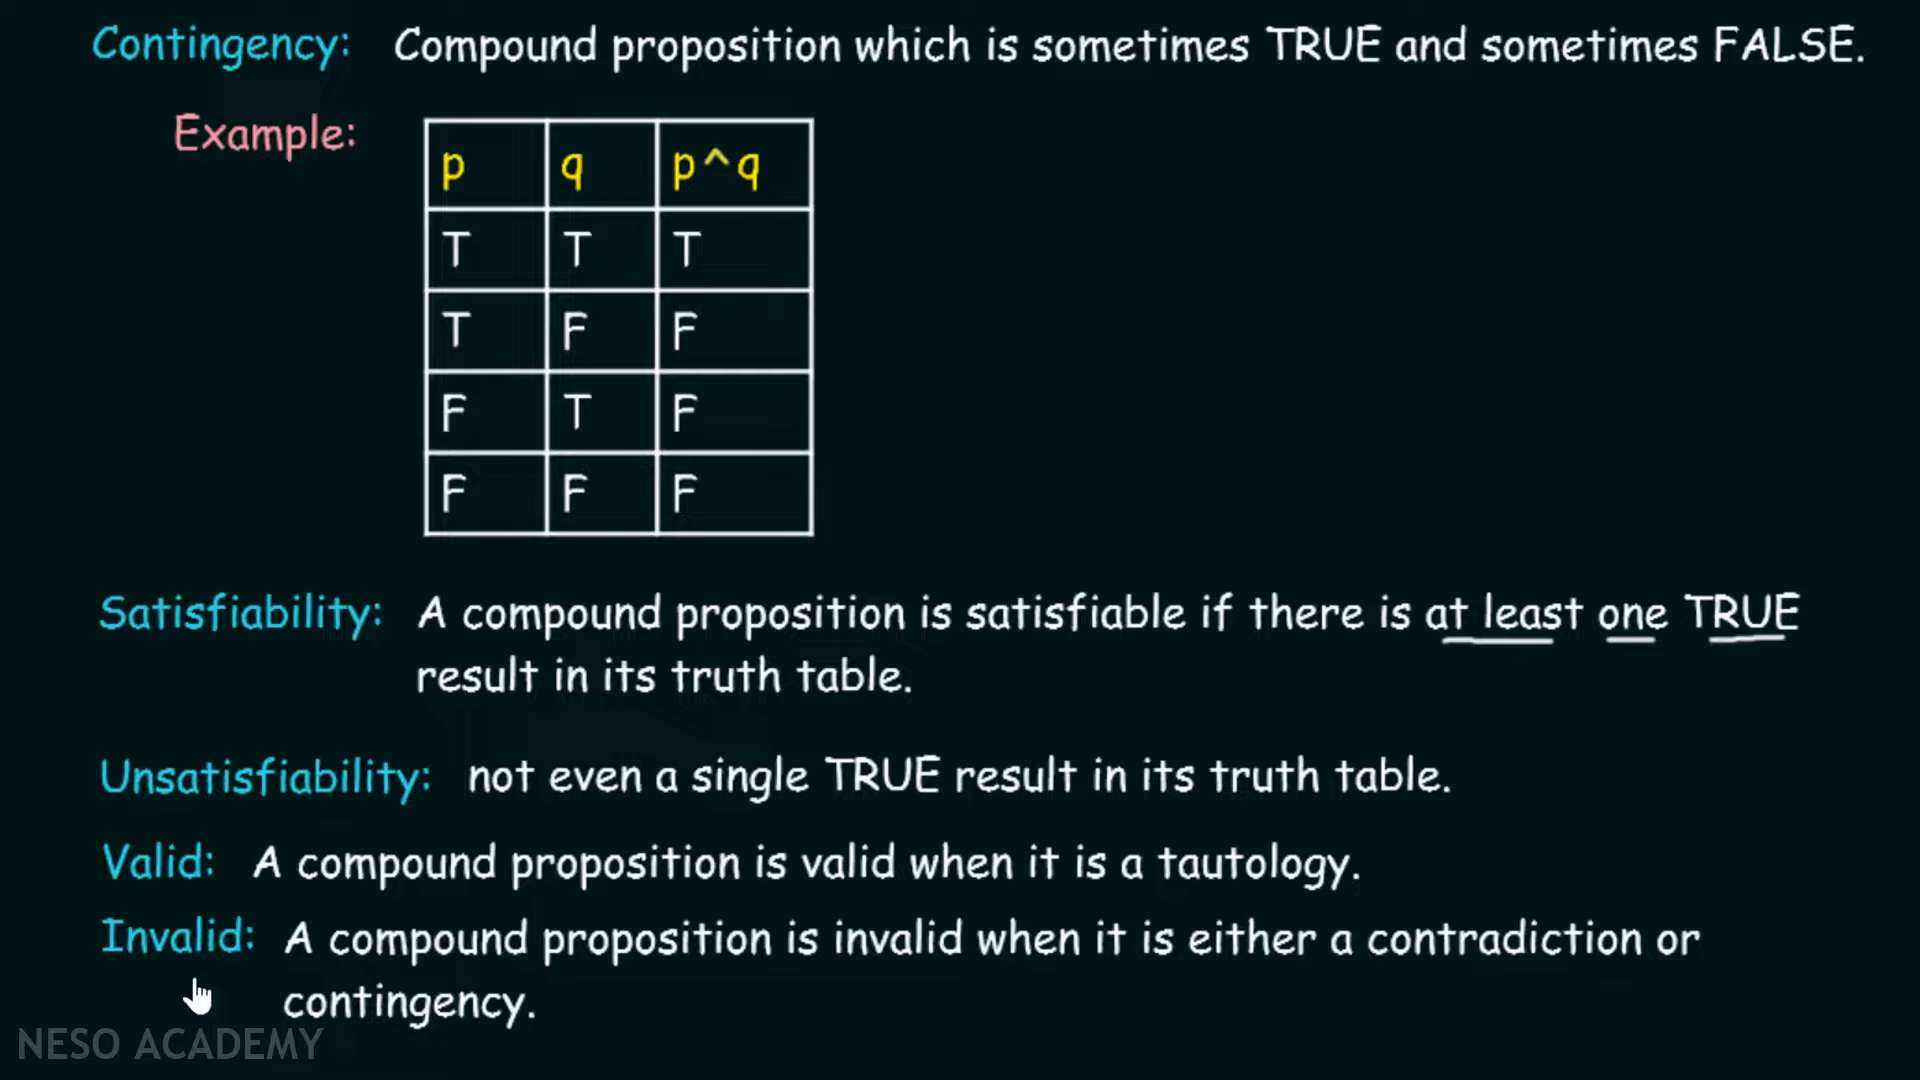 Contingency: Compound proposition which is sometimes TRUE and sometimes FALSE.
Example:
p q p^q
T T T
T F F
F T F
F F F
Satisfiability: A compound proposition is satisfiable if there is at least one TRUE
result in its truth table.
Unsatisfiability: not even a single TRUE result in its truth table.
Valid: A compound proposition is valid when it is a tautology.
Invalid: A compound proposition is invalid when it is either a contradiction or
contingency.
NESO ACADEMY